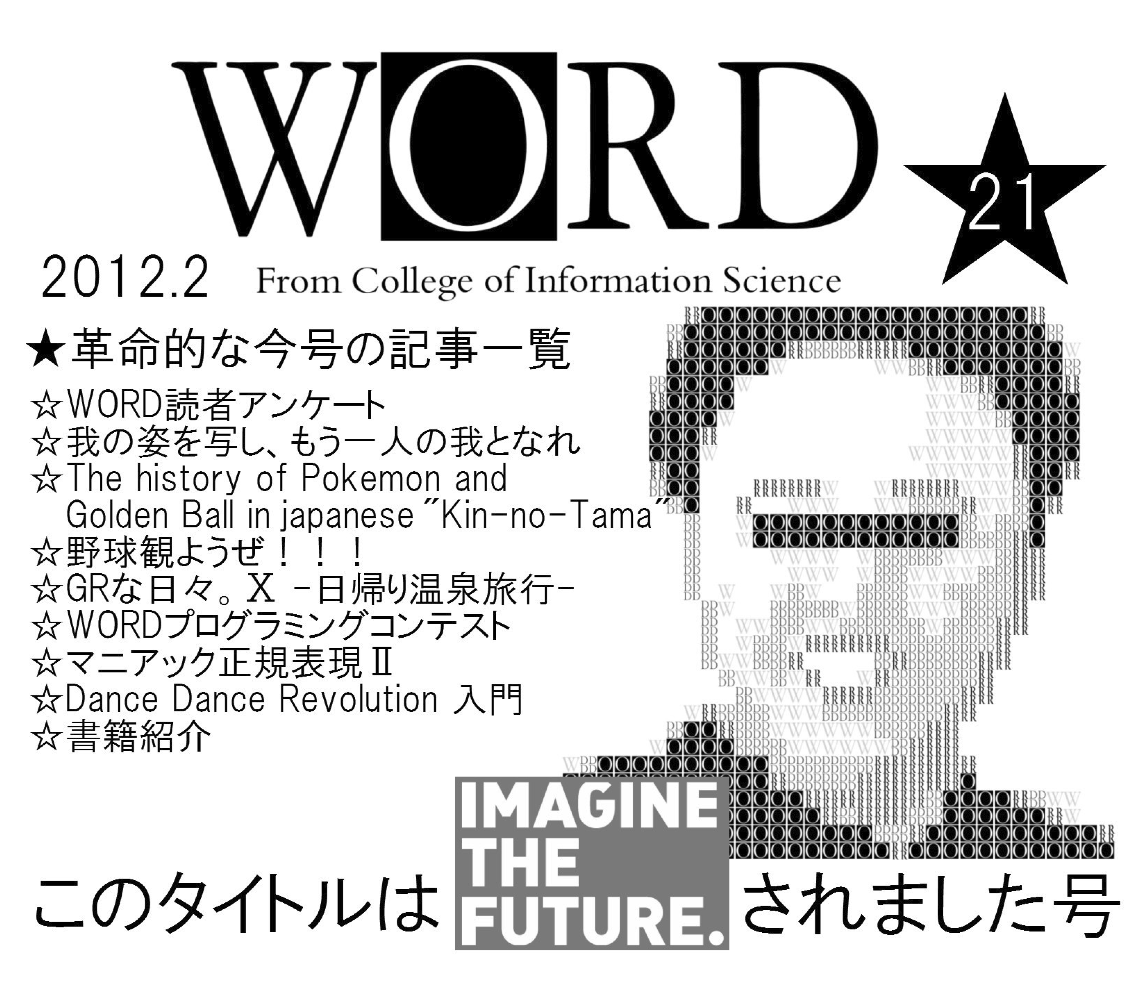 WORD
21
2012.2
From College of Information Science
★革命的な今号の記事一覧
☆WORD読者アンケート
☆我の姿を写し、もう一人の我となれ
☆The history of Pokemon and
Golden Ball in japanese "Kin-no-Tama"
☆野球観ようぜ！！！
☆GRな日々。X -日帰り温泉旅行-
☆WORDプログラミングコンテスト
☆マニアック正規表現Ⅱ
☆Dance Dance Revolution 入門
☆書籍紹介
IMAGINE
THE
FUTURE.
このタイトルは されました号